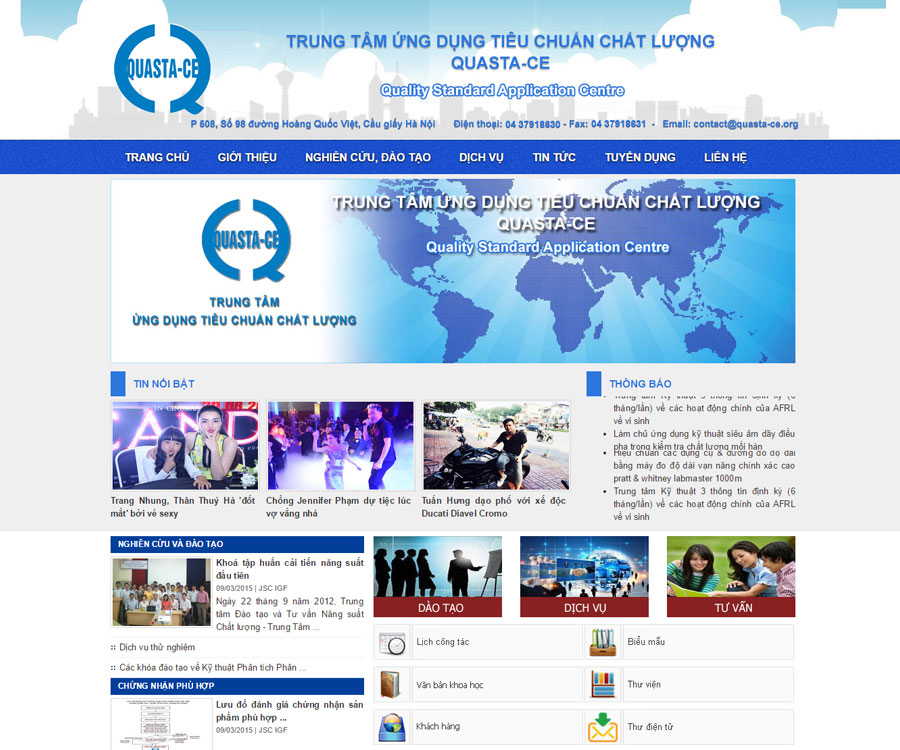 QUASTA-CE
TRUNG TÂM ỨNG DỤNG TIÊU CHUẨN CHẤT LƯỢNG
QUASTA-CE
Quality Standard Application Centre
P 508, Số 98 đường Hoàng Quốc Việt, Cầu giấy Hà Nội Điện thoại: 04 37918630 - Fax: 04 37918631 - Email: contact@quasta-ce.org
TRANG CHỦ GIỚI THIỆU NGHIÊN CỨU, ĐÀO TẠO DỊCH VỤ TIN TỨC TUYỂN DỤNG LIÊN HỆ
TRUNG TÂM ỨNG DỤNG TIÊU CHUẨN CHẤT LƯỢNG
QUASTA-CE
Quality Standard Application Centre
QUASTA-CE
TRUNG TÂM
ỨNG DỤNG TIÊU CHUẨN CHẤT LƯỢNG
TIN NỔI BẬT
Trang Nhung, Thân Thuý Hà 'đốt
mắt' bởi vẻ sexy
Chồng Jennifer Phạm dự tiệc lúc
vợ vắng nhà
Tuấn Hưng dạo phố với xế độc
Ducati Diavel Cromo
THÔNG BÁO
Trung tâm Kỹ thuật 3 thông tin định kỳ (6
tháng/lần) về các hoạt động chính của AFRL
về vi sinh
Làm chủ ứng dụng kỹ thuật siêu âm dãy điều
pha trong kiểm tra chất lượng mối hàn
Hiệu chuẩn các dụng cụ & dưỡng đo độ dài
bằng máy đo độ dài vạn năng chính xác cao
pratt & whitney labmaster 1000m
Trung tâm Kỹ thuật 3 thông tin định kỳ (6
tháng/lần) về các hoạt động chính của AFRL
về vi sinh
NGHIÊN CỨU VÀ ĐÀO TẠO
Khoá tập huấn cải tiến năng suất
đầu tiên
09/03/2015 | JSC IGF
Ngày 22 tháng 9 năm 2012, Trung
tâm Đào tạo và Tư vấn Năng suất
Chất lượng - Trung Tâm ...
Dịch vụ thử nghiệm
Các khóa đào tạo về Kỹ thuật Phân tích Phân ...
CHỨNG NHẬN PHÙ HỢP
Lưu đồ đánh giá chứng nhận sản
phẩm phù hợp ...
09/03/2015 | JSC IGF
ĐÀO TẠO DỊCH VỤ TƯ VẤN
Lịch công tác Biểu mẫu
Văn bản khoa học Thư viện
Khách hàng Thư điện tử